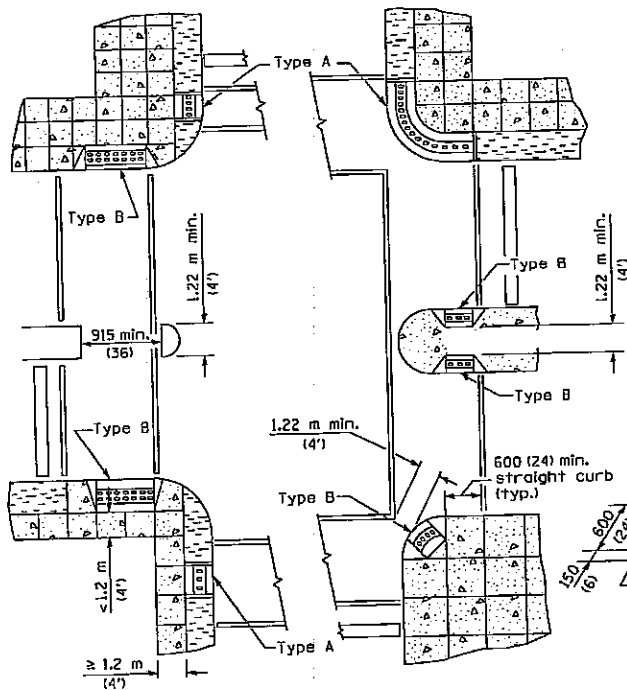 Type A
Type B
1.22 m min.
(4')
915 min.
(36)
Type B
1.22 m min.
(4')
Type B
Type B
1.22 m min.
(4')
600 (24) min.
straight curb
(typ.)
Type B
<1.2 m
(4')
≥ 1.2 m
(4')
Type A
600
150
(6)